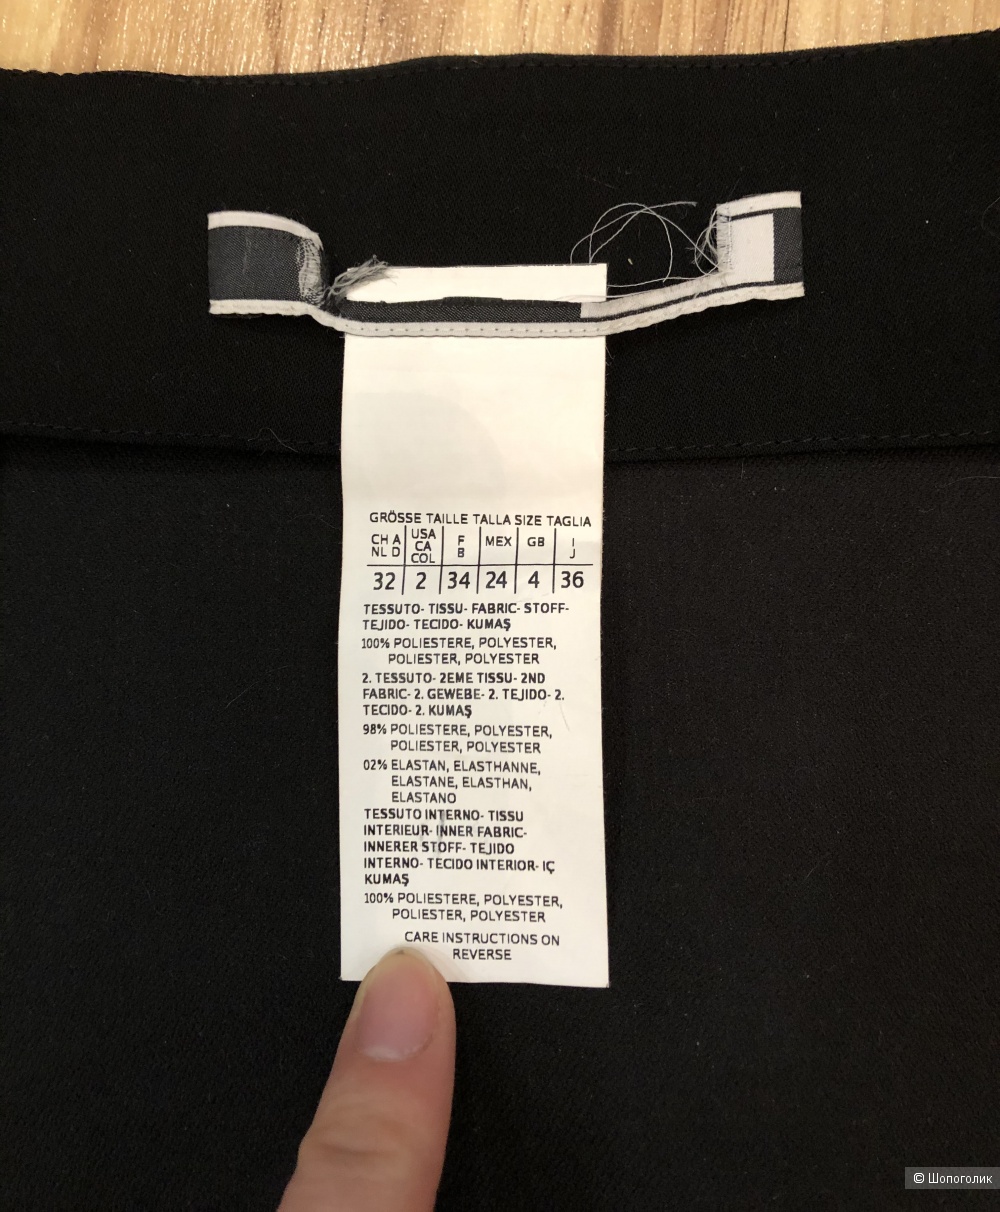 GRÖSSE TAILLE TALLA SIZE TAGLIA
CH A NL D USA CA COL F B MEX GB I J
32 2 34 24 4 36
TESSUTO- TISSU- FABRIC- STOFF-
TEJIDO- TECIDO- KUMAŞ
100% POLIESTERE, POLYESTER,
POLIESTER, POLYESTER
2. TESSUTO- 2EME TISSU- 2ND
FABRIC- 2. GEWEBE- 2. TEJIDO- 2.
TECIDO- 2. KUMAŞ
98% POLIESTERE, POLYESTER,
POLIESTER, POLYESTER
02% ELASTAN, ELASTHANNE,
ELASTANE, ELASTHAN,
ELASTANO
TESSUTO INTERNO- TISSU
INTERIEUR- INNER FABRIC-
INNERER STOFF- TEJIDO
INTERNO- TECIDO INTERIOR- IÇ
KUMAŞ
100% POLIESTERE, POLYESTER,
POLIESTER, POLYESTER
CARE INSTRUCTIONS ON
REVERSE
© Шопоголик